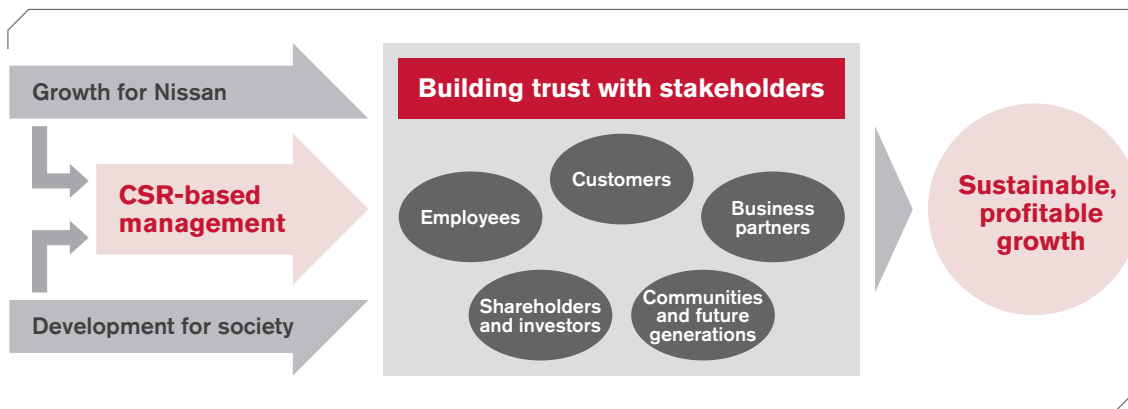 Growth for Nissan
CSR-based
management
Development for society
Building trust with stakeholders
Customers
Employees
Business
partners
Shareholders
and investors
Communities
and future
generations
Sustainable,
profitable
growth